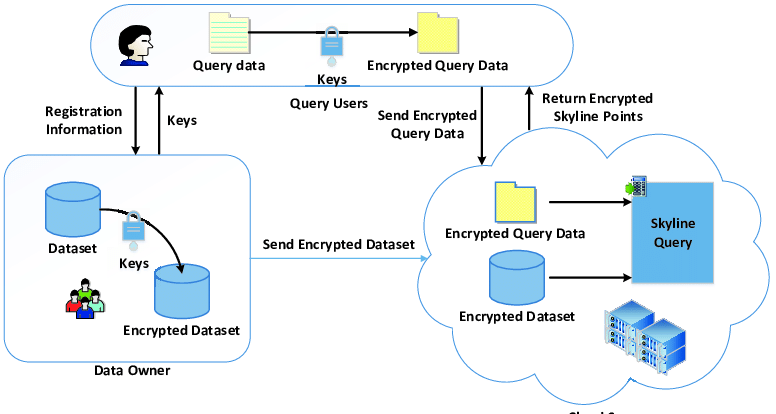 Query data
Encrypted Query Data
Keys
Query Users
Registration
Information
Keys
Send Encrypted
Query Data
Return Encrypted
Skyline Points
Dataset
Keys
Encrypted Dataset
Data Owner
Send Encrypted Dataset
Encrypted Query Data
Skyline
Query
Encrypted Dataset